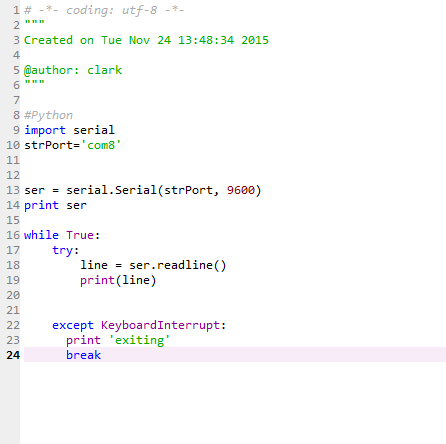 1 # -*- coding: utf-8 -*-
2 """
3 Created on Tue Nov 24 13:48:34 2015
4
5 @author: clark
6 """
7
8 #Python
9 import serial
10 strPort='com8'
11
12
13 ser = serial.Serial(strPort, 9600)
14 print ser
15
16 while True:
17     try:
18         line = ser.readline()
19         print(line)
20
21
22     except KeyboardInterrupt:
23       print 'exiting'
24       break